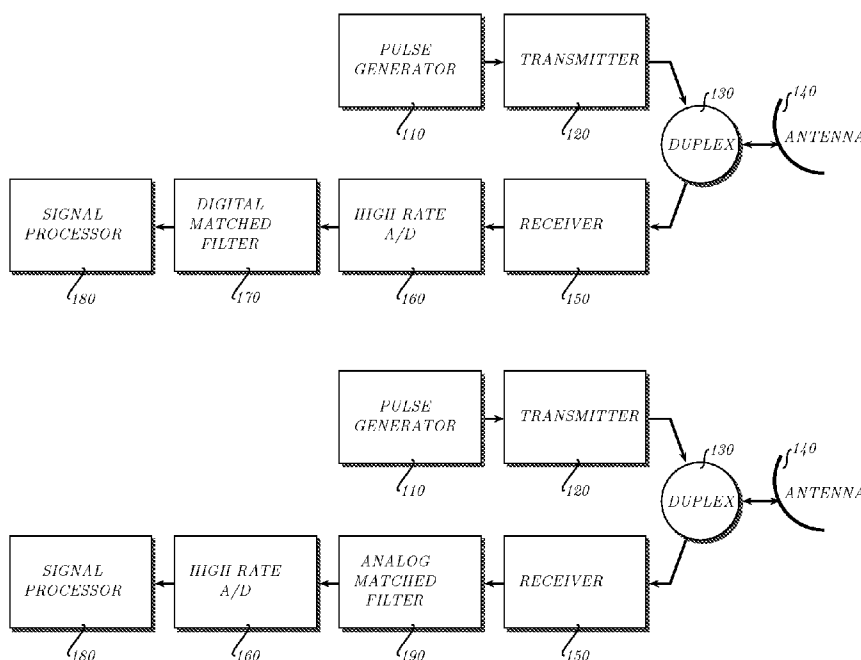 PULSE
GENERATOR
TRANSMITTER
110
120
130
140
DUPLEX
ANTENNA
SIGNAL
PROCESSOR
DIGITAL
MATCHED
FILTER
HIGH RATE
A/D
RECEIVER
180
170
160
150
PULSE
GENERATOR
TRANSMITTER
110
120
130
140
DUPLEX
ANTENNA
SIGNAL
PROCESSOR
HIGH RATE
A/D
ANALOG
MATCHED
FILTER
RECEIVER
180
160
190
150